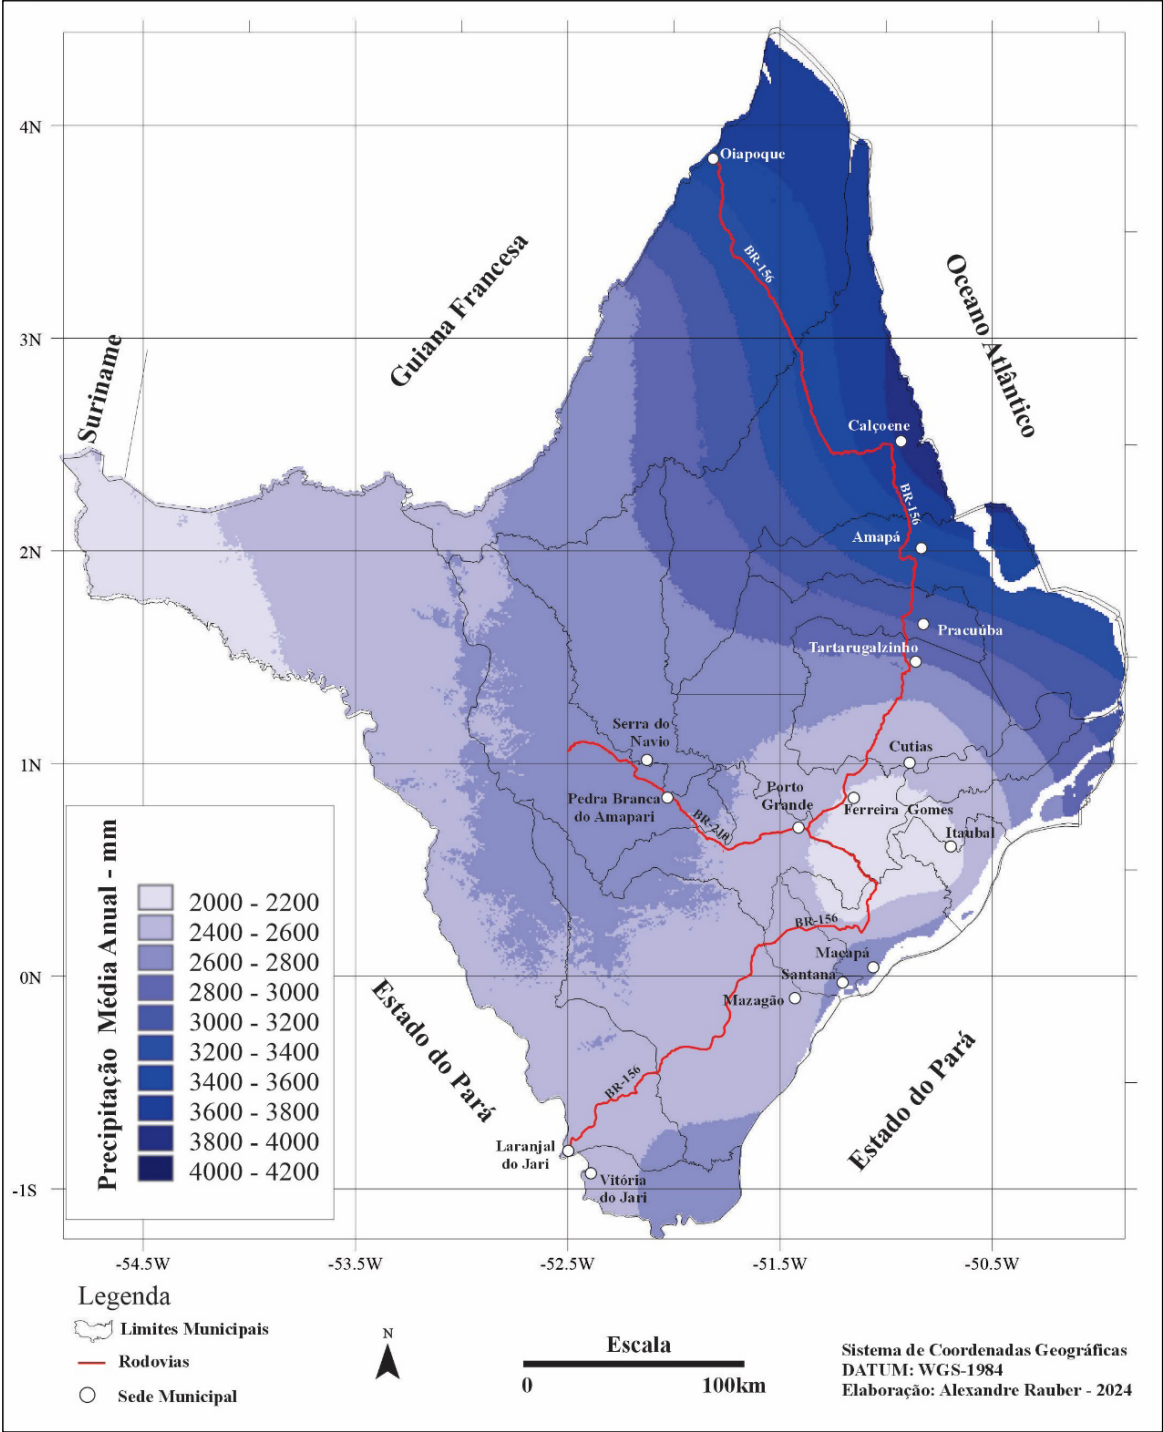 4N
3N
2N
1N
0N
-1S
-54.5W
-53.5W
-52.5W
-51.5W
-50.5W
Oiapoque
BR-156
Guiana Francesa
Oceano Atlântico
Suriname
Calçoene
BR-156
Amapá
Pracuúba
Tartarugalzinho
Serra do
Navio
Cutias
Pedra Branca
do Amapari
Porto
Grande
Ferreira Gomes
BR-210
Itaubal
BR-156
Macapá
Santana
Mazagão
Estado do Pará
Estado do Pará
BR-156
Laranjal
do Jari
Vitória
do Jari
Precipitação Média Anual - mm
2000 - 2200
2400 - 2600
2600 - 2800
2800 - 3000
3000 - 3200
3200 - 3400
3400 - 3600
3600 - 3800
3800 - 4000
4000 - 4200
Legenda
Limites Municipais
Rodovias
Sede Municipal
N
Escala
0 100km
Sistema de Coordenadas Geográficas
DATUM: WGS-1984
Elaboração: Alexandre Rauber - 2024